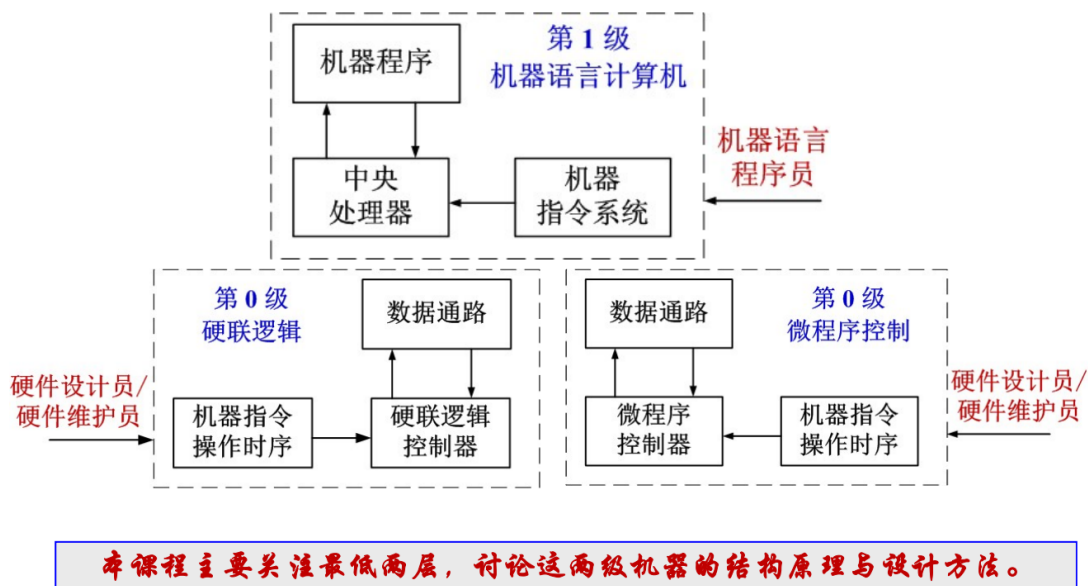 机器程序
第 1 级
机器语言计算机
中央
处理器
机器
指令系统
机器语言
程序员
第 0 级
硬联逻辑
数据通路
机器指令
操作时序
硬联逻辑
控制器
硬件设计员/
硬件维护员
数据通路
第 0 级
微程序控制
微程序
控制器
机器指令
操作时序
硬件设计员/
硬件维护员
本课程主要关注最低两层，讨论这两级机器的结构原理与设计方法。